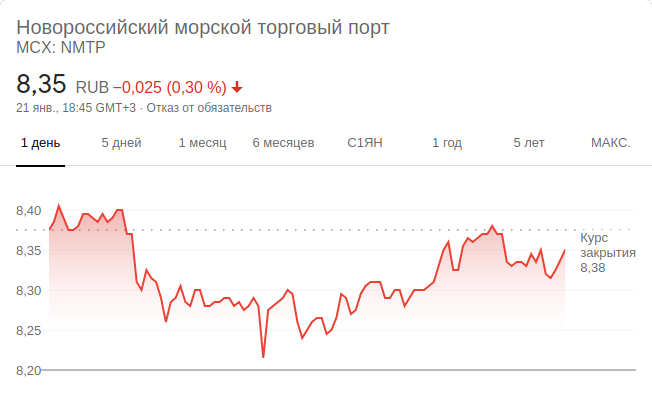 Новороссийский морской торговый порт
MCX: NMTP
8,35 RUB −0,025 (0,30 %)
21 янв., 18:45 GMT+3 · Отказ от обязательств
1 день 5 дней 1 месяц 6 месяцев С1ЯН 1 год 5 лет МАКС.
8,40
8,35
8,30
8,25
8,20
Курс
закрытия
8,38